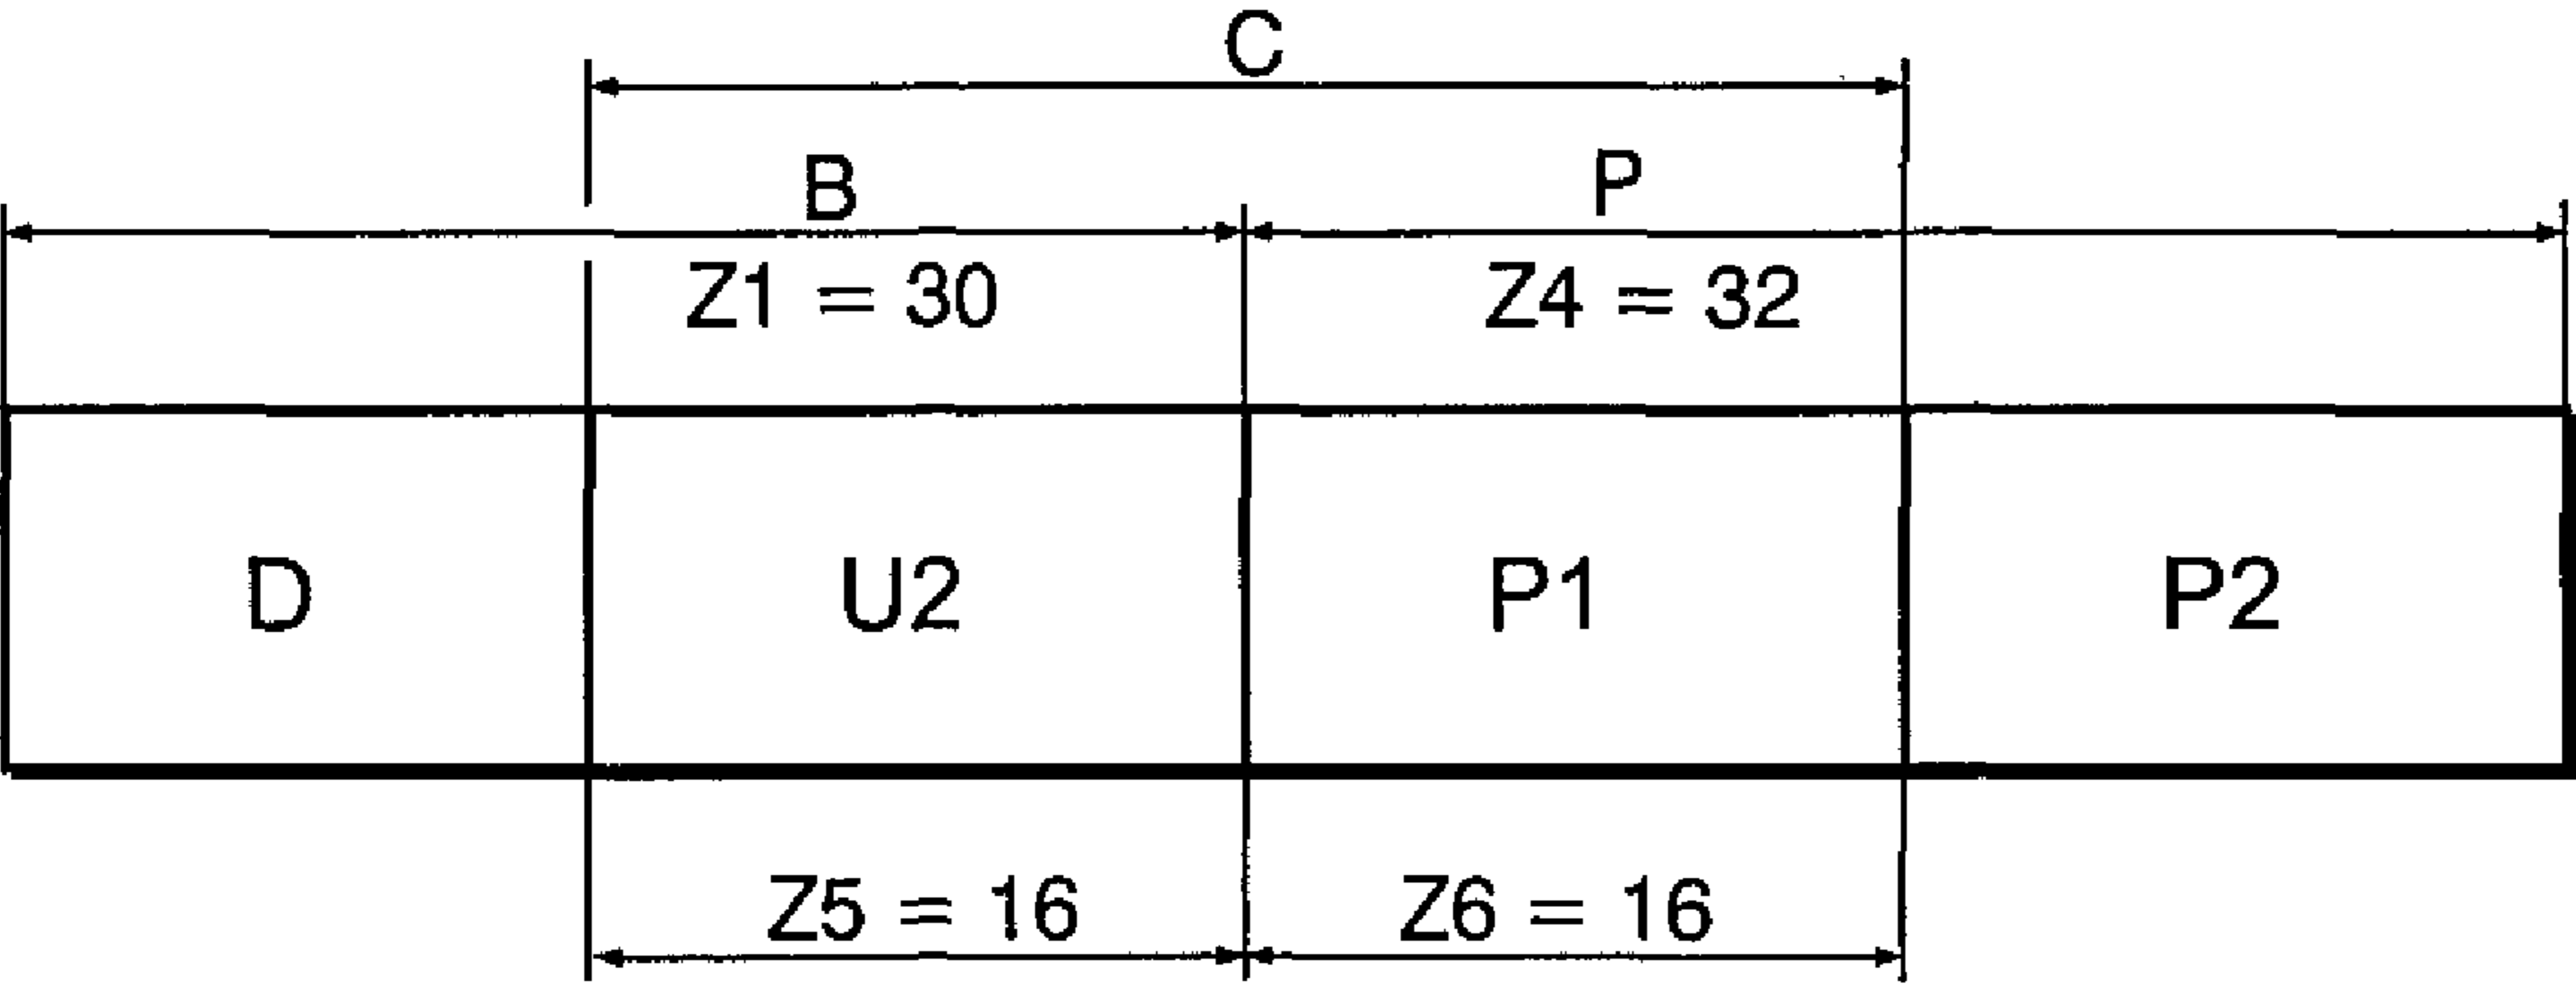 C
B P
Z1 = 30 Z4 = 32
D U2 P1 P2
Z5 = 16 Z6 = 16